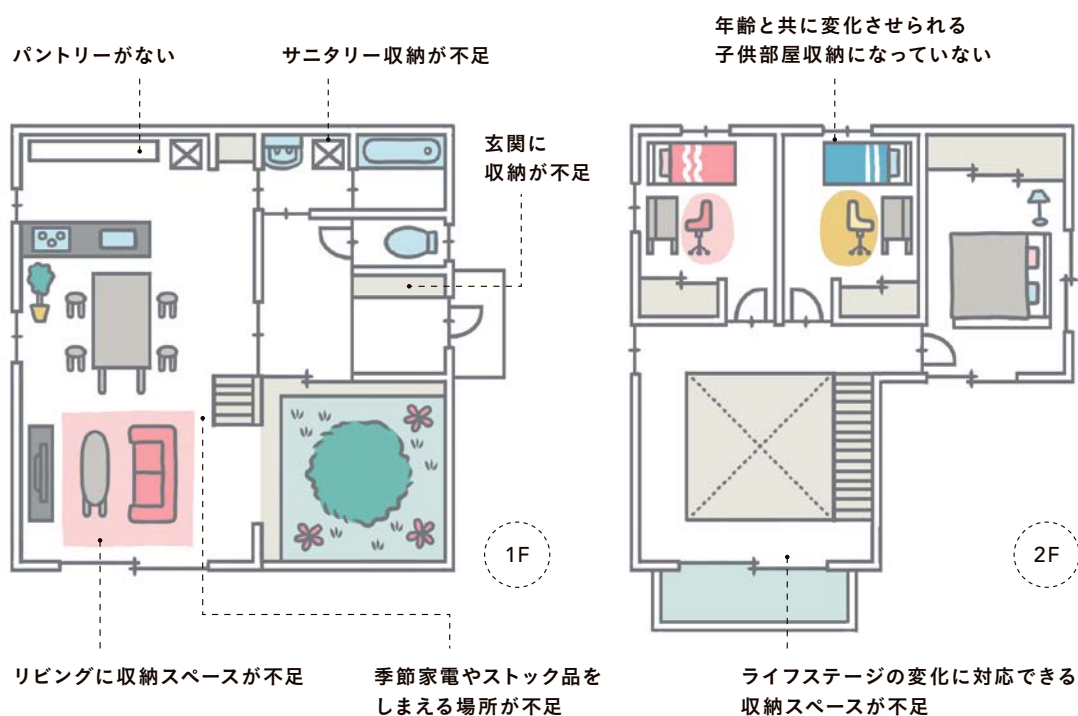 パントリーがない
サニタリー収納が不足
年齢と共に変化させられる
子供部屋収納になっていない
玄関に
収納が不足
1F
2F
リビングに収納スペースが不足
季節家電やストック品を
しまえる場所が不足
ライフステージの変化に対応できる
収納スペースが不足